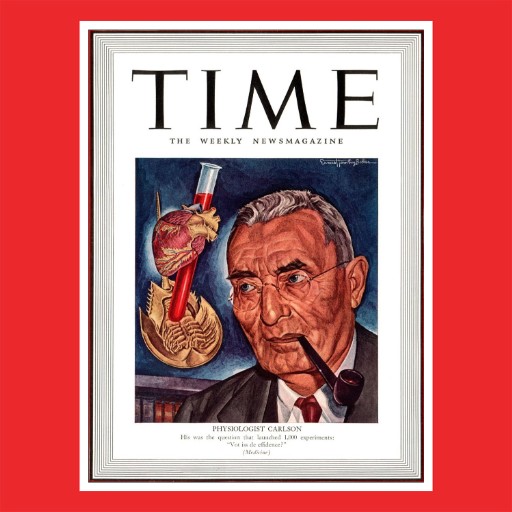 TIME
THE WEEKLY NEWSMAGAZINE
PHYSIOLOGIST CARLSON
His was the question that launched 1,000 experiments:
"Vot iss de effidence?"
(Medicine)